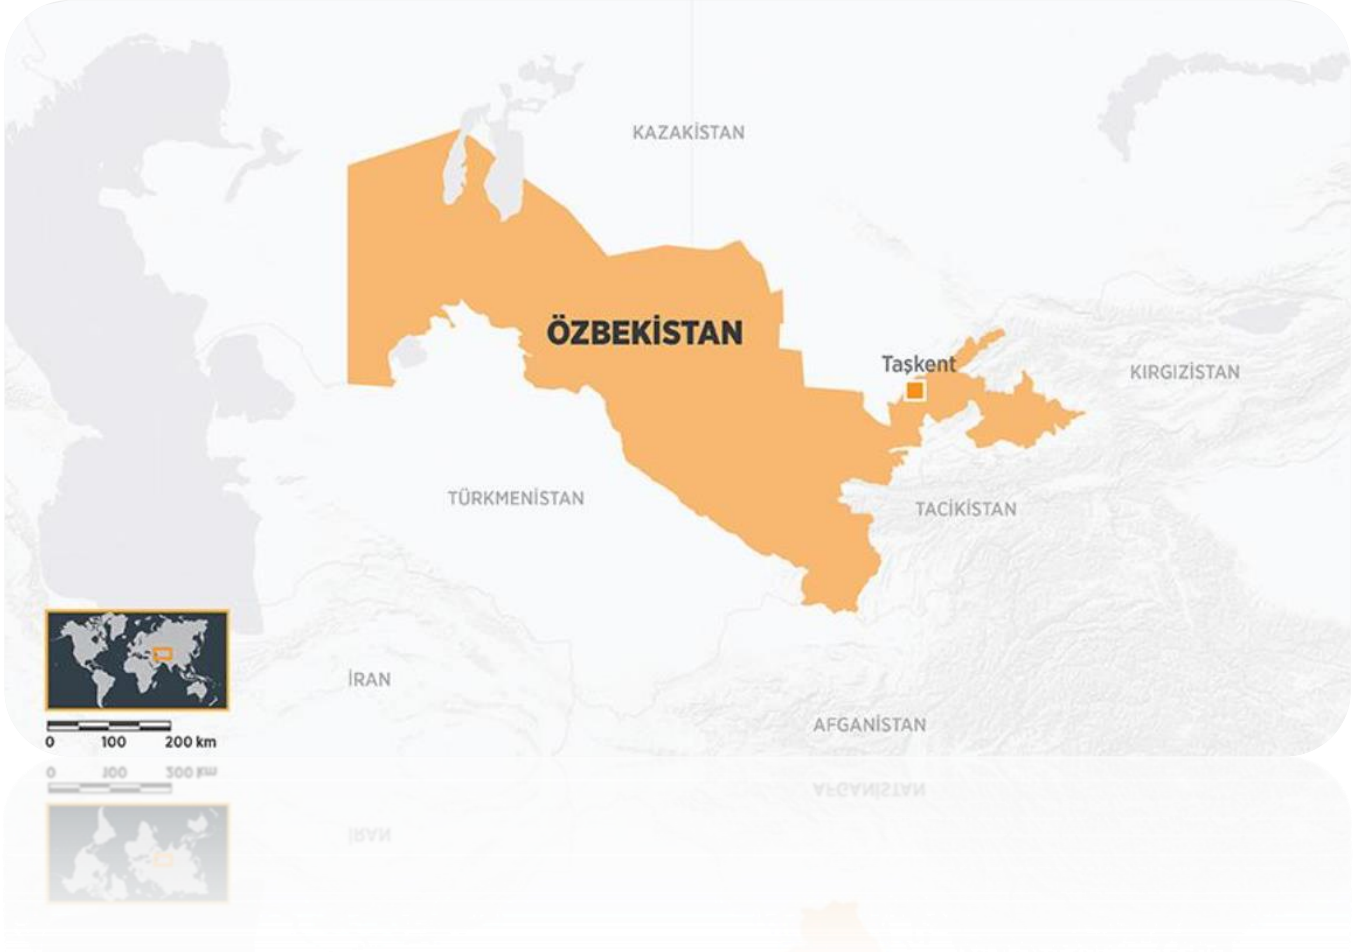 KAZAKİSTAN
ÖZBEKİSTAN
Taşkent
KIRGIZİSTAN
TÜRKMENİSTAN
TACİKİSTAN
İRAN
AFGANİSTAN
0 100 200 km